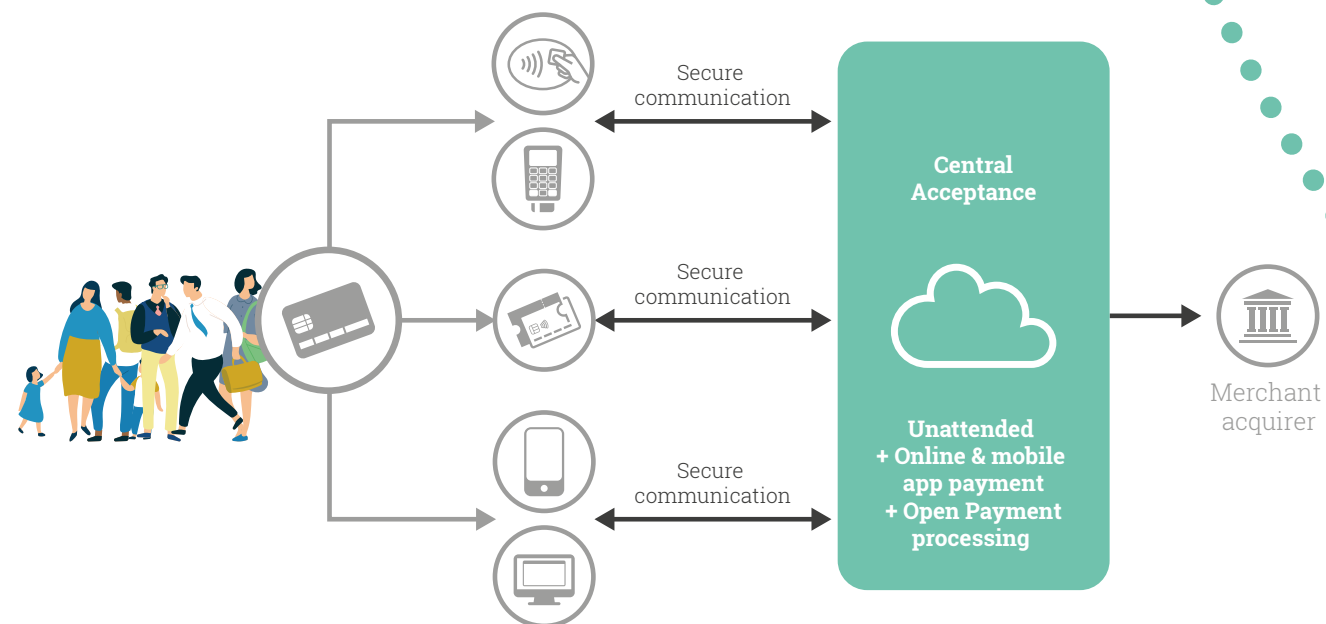 Secure
communication
Central
Acceptance
Secure
communication
Merchant
acquirer
Unattended
+ Online & mobile
app payment
+ Open Payment
processing
Secure
communication